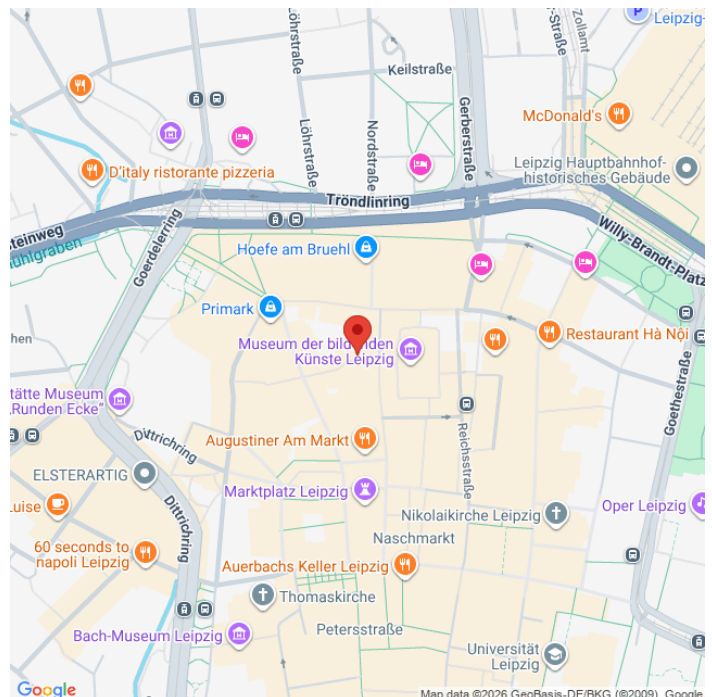 Zollamt
Leipzig-
-Straße
Löhrstraße
Keilstraße
Gerberstraße
McDonald's
Löhrstraße
Nordstraße
D'italy ristorante pizzeria
Leipzig Hauptbahnhof-
historisches Gebäude
Tröndlinring
steinweg
Goerdelerring
Willy-Brandt-Platz
Hoefe am Bruehl
Primark
Museum der bildenden
Künste Leipzig
Restaurant Hà Nội
chen
Goethestraße
stätte Museum
„Runden Ecke“
Dittrichring
Augustiner Am Markt
Reichsstraße
ELSTERARTIG
Marktplatz Leipzig
Oper Leipzig
Luise
Dittrichring
Nikolaikirche Leipzig
Naschmarkt
60 seconds to
napoli Leipzig
Auerbachs Keller Leipzig
Thomaskirche
Petersstraße
Bach-Museum Leipzig
Universität
Leipzig
Google
Map data ©2026 GeoBasis-DE/BKG (©2009), Google